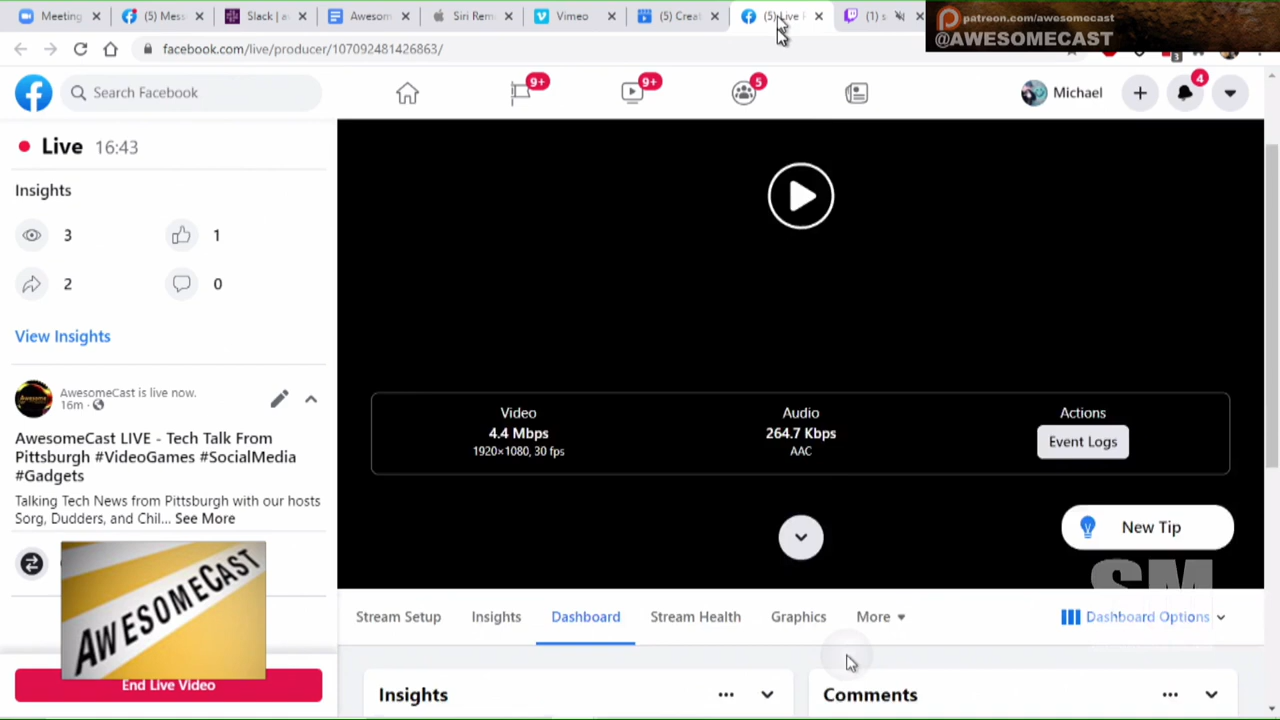 Meeting
(5) Mess
Slack | a
Awesom
Siri Rem
Vimeo
(5) Creat
(5) Live
(1) s
patreon.com/awesomecast
@AWESOMECAST
facebook.com/live/producer/107092481426863/
Search Facebook
9+
9+
5
Michael
4
3
Live 16:43
Insights
3
1
2
0
View Insights
AwesomeCast is live now.
16m
AwesomeCast LIVE - Tech Talk From
Pittsburgh #VideoGames #SocialMedia
#Gadgets
Talking Tech News from Pittsburgh with our hosts
Sorg, Dudders, and Chil... See More
AWESOMECAST
End Live Video
Video
4.4 Mbps
1920×1080, 30 fps
Audio
264.7 Kbps
AAC
Actions
Event Logs
New Tip
SM
Stream Setup
Insights
Dashboard
Stream Health
Graphics
More
Dashboard Options
Insights
Comments